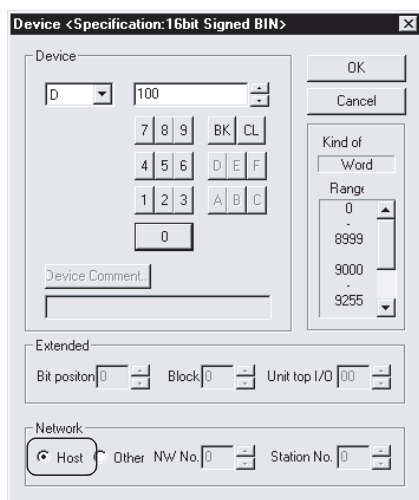 Device <Specification:16bit Signed BIN>
Device
D 100
7 8 9 BK CL
4 5 6 D E F
1 2 3 A B C
0
Device Comment..
OK
Cancel
Kind of
Word
Range
0
-
8999
9000
-
9255
Extended
Bit positon 0 Block 0 Unit top I/O 00
Network
Host Other NW No. 0 Station No. 0